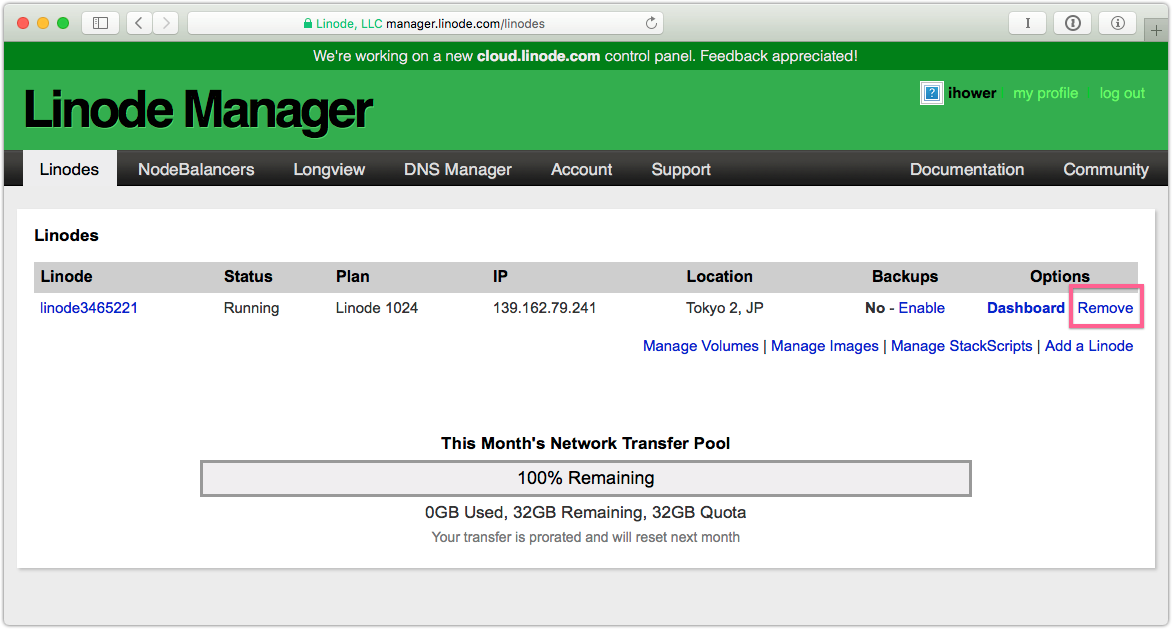 Linode, LLC manager.linode.com/linodes
We're working on a new cloud.linode.com control panel. Feedback appreciated!
Linode Manager
ihower my profile log out
Linodes NodeBalancers Longview DNS Manager Account Support Documentation Community
Linodes
Linode Status Plan IP Location Backups Options
linode3465221 Running Linode 1024 139.162.79.241 Tokyo 2, JP No - Enable Dashboard Remove
Manage Volumes | Manage Images | Manage StackScripts | Add a Linode
This Month's Network Transfer Pool
100% Remaining
0GB Used, 32GB Remaining, 32GB Quota
Your transfer is prorated and will reset next month